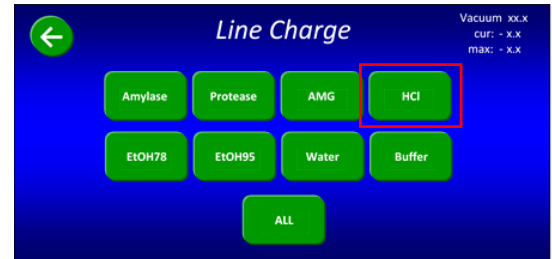 Line Charge
Vacuum xx.x
cur: - x.x
max: - x.x
Amylase
Protease
AMG
HCl
EtOH78
EtOH95
Water
Buffer
ALL